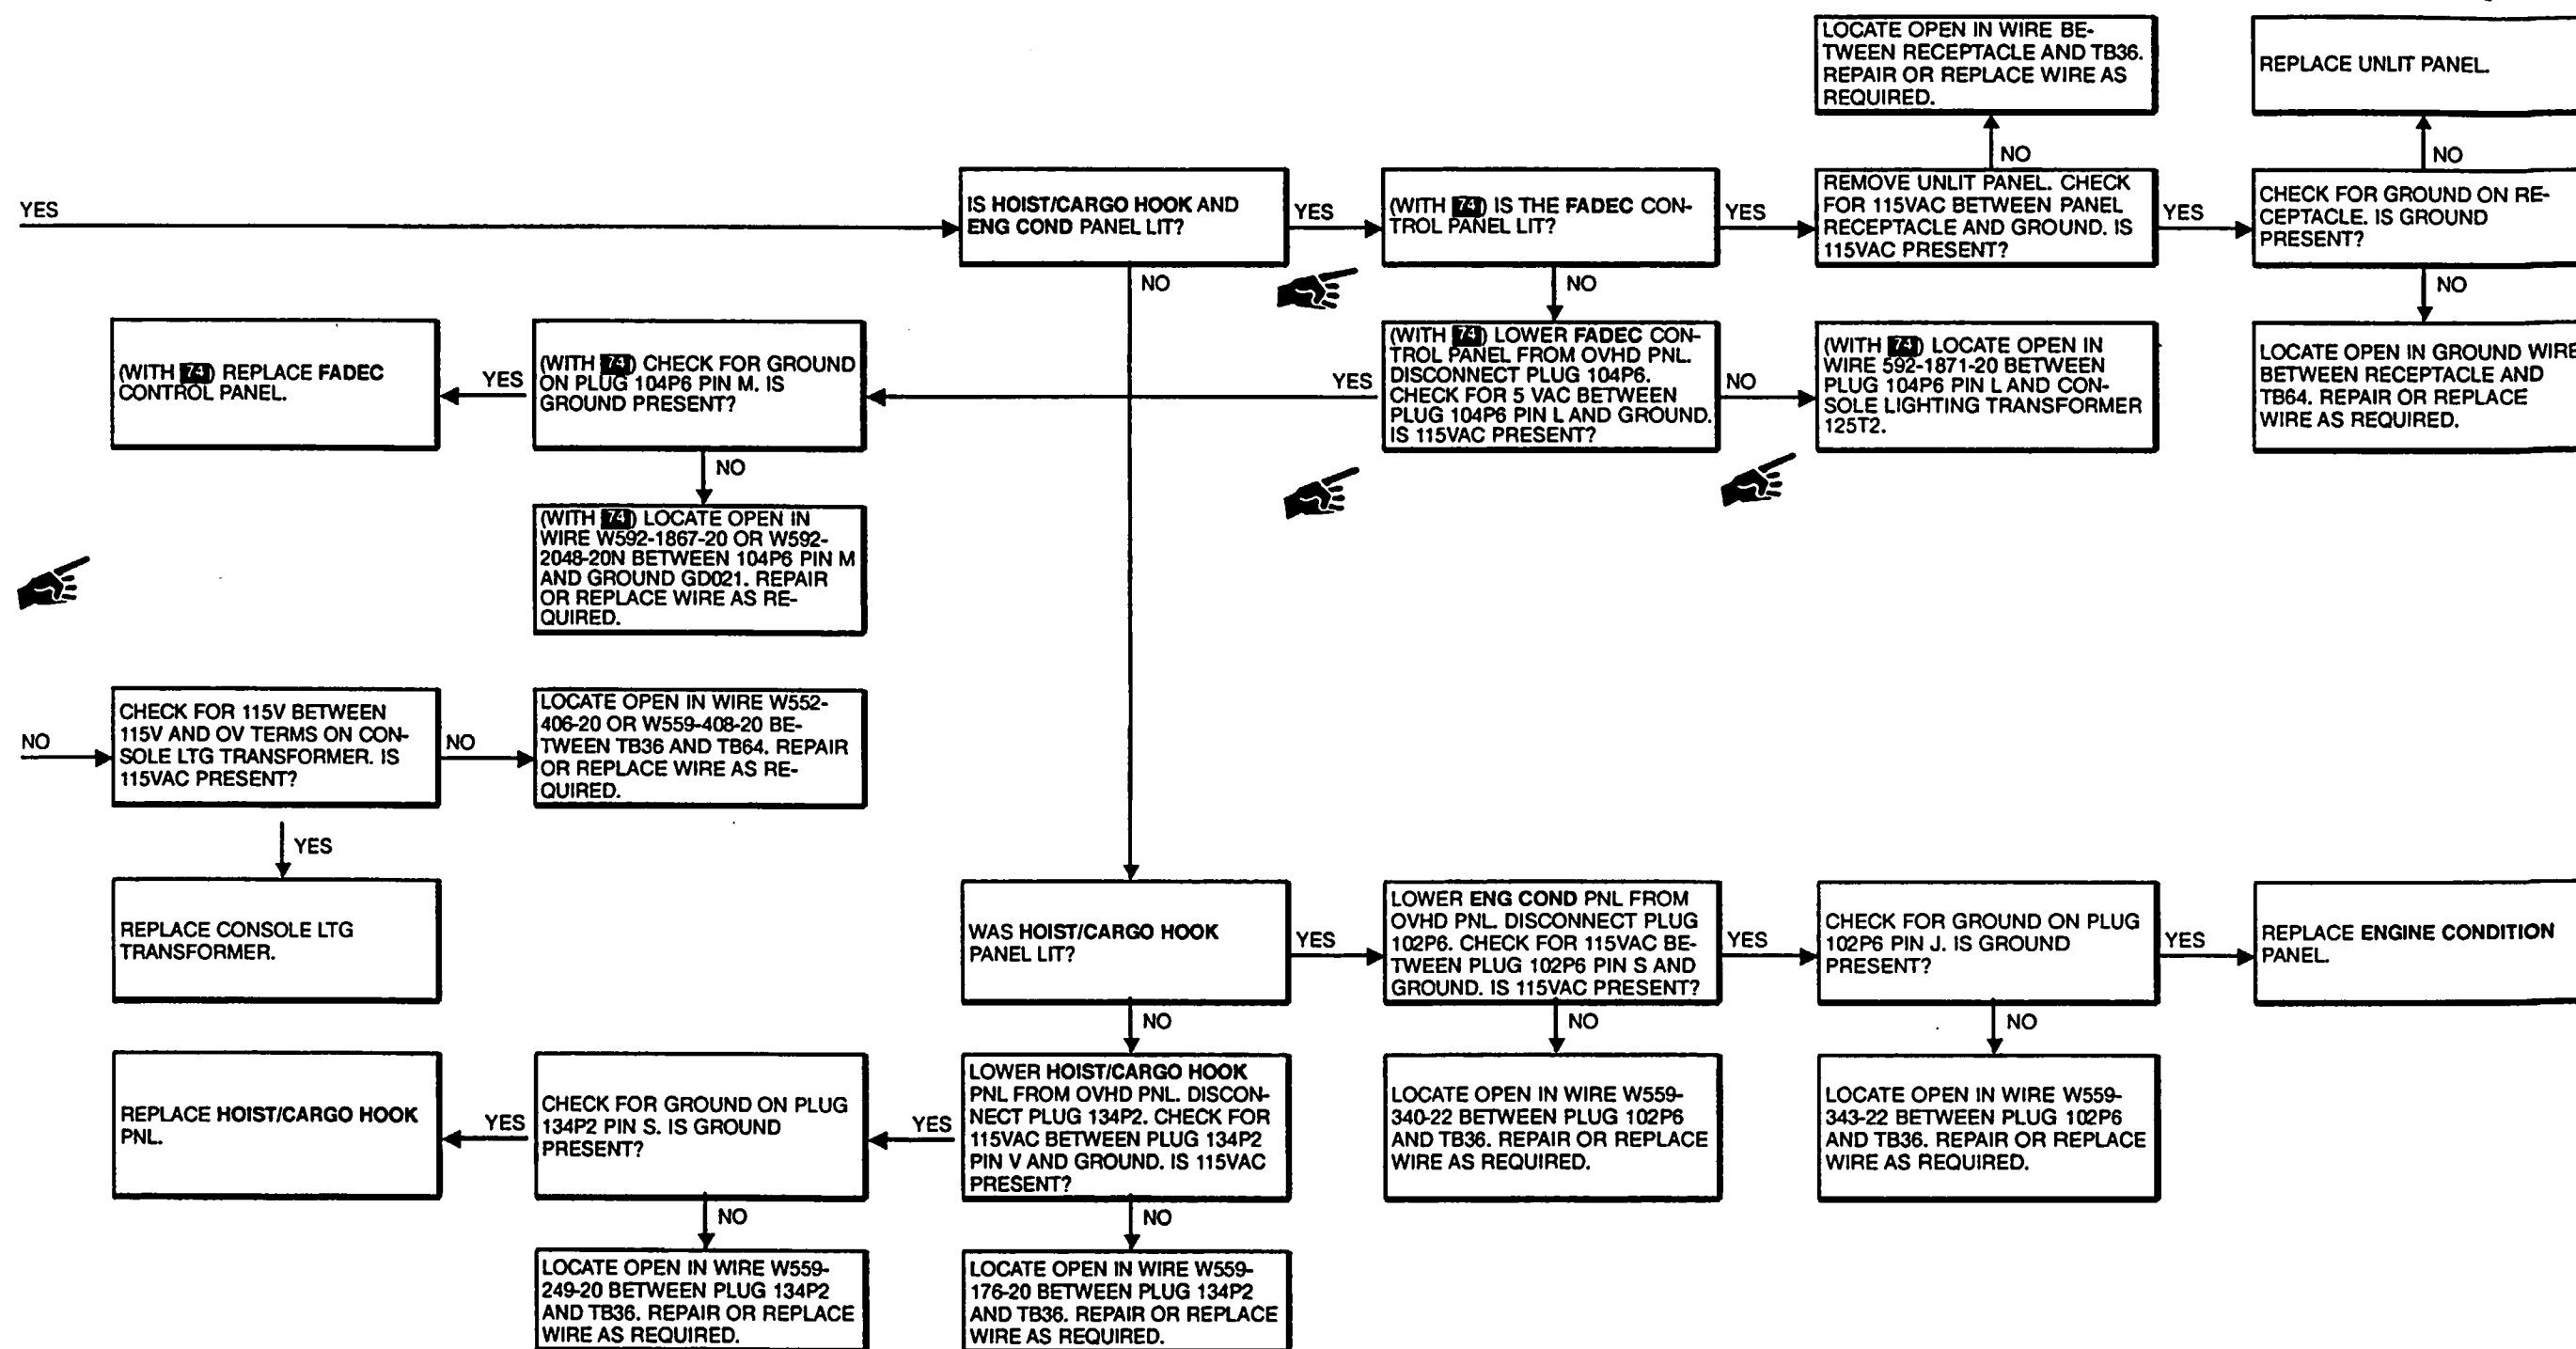 LOCATE OPEN IN WIRE BE-
TWEEN RECEPTACLE AND TB36.
REPAIR OR REPLACE WIRE AS
REQUIRED.
REPLACE UNLIT PANEL.
NO
NO
YES
IS HOIST/CARGO HOOK AND
ENG COND PANEL LIT?
YES
(WITH 74) IS THE FADEC CON-
TROL PANEL LIT?
YES
REMOVE UNLIT PANEL. CHECK
FOR 115VAC BETWEEN PANEL
RECEPTACLE AND GROUND. IS
115VAC PRESENT?
YES
CHECK FOR GROUND ON RE-
CEPTACLE. IS GROUND
PRESENT?
NO
NO
NO
(WITH 74) REPLACE FADEC
CONTROL PANEL.
YES
(WITH 74) CHECK FOR GROUND
ON PLUG 104P6 PIN M. IS
GROUND PRESENT?
YES
(WITH 74) LOWER FADEC CON-
TROL PANEL FROM OVHD PNL.
DISCONNECT PLUG 104P6.
CHECK FOR 5 VAC BETWEEN
PLUG 104P6 PIN L AND GROUND.
IS 115VAC PRESENT?
NO
(WITH 74) LOCATE OPEN IN
WIRE 592-1871-20 BETWEEN
PLUG 104P6 PIN L AND CON-
SOLE LIGHTING TRANSFORMER
125T2.
LOCATE OPEN IN GROUND WIRE
BETWEEN RECEPTACLE AND
TB64. REPAIR OR REPLACE
WIRE AS REQUIRED.
NO
(WITH 74) LOCATE OPEN IN
WIRE W592-1867-20 OR W592-
2048-20N BETWEEN 104P6 PIN M
AND GROUND GD021. REPAIR
OR REPLACE WIRE AS RE-
QUIRED.
NO
CHECK FOR 115V BETWEEN
115V AND OV TERMS ON CON-
SOLE LTG TRANSFORMER. IS
115VAC PRESENT?
NO
LOCATE OPEN IN WIRE W552-
406-20 OR W559-408-20 BE-
TWEEN TB36 AND TB64. REPAIR
OR REPLACE WIRE AS RE-
QUIRED.
YES
REPLACE CONSOLE LTG
TRANSFORMER.
WAS HOIST/CARGO HOOK
PANEL LIT?
YES
LOWER ENG COND PNL FROM
OVHD PNL. DISCONNECT PLUG
102P6. CHECK FOR 115VAC BE-
TWEEN PLUG 102P6 PIN S AND
GROUND. IS 115VAC PRESENT?
YES
CHECK FOR GROUND ON PLUG
102P6 PIN J. IS GROUND
PRESENT?
YES
REPLACE ENGINE CONDITION
PANEL.
NO
NO
NO
REPLACE HOIST/CARGO HOOK
PNL.
YES
CHECK FOR GROUND ON PLUG
134P2 PIN S. IS GROUND
PRESENT?
YES
LOWER HOIST/CARGO HOOK
PNL FROM OVHD PNL. DISCON-
NECT PLUG 134P2. CHECK FOR
115VAC BETWEEN PLUG 134P2
PIN V AND GROUND. IS 115VAC
PRESENT?
LOCATE OPEN IN WIRE W559-
340-22 BETWEEN PLUG 102P6
AND TB36. REPAIR OR REPLACE
WIRE AS REQUIRED.
LOCATE OPEN IN WIRE W559-
343-22 BETWEEN PLUG 102P6
AND TB36. REPAIR OR REPLACE
WIRE AS REQUIRED.
NO
NO
LOCATE OPEN IN WIRE W559-
249-20 BETWEEN PLUG 134P2
AND TB36. REPAIR OR REPLACE
WIRE AS REQUIRED.
LOCATE OPEN IN WIRE W559-
176-20 BETWEEN PLUG 134P2
AND TB36. REPAIR OR REPLACE
WIRE AS REQUIRED.